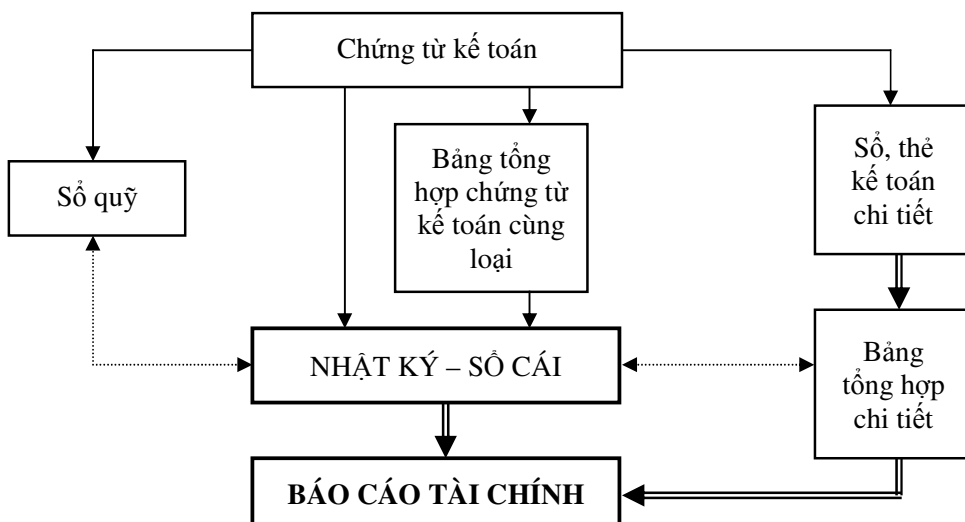 Chứng từ kế toán
Sổ quỹ
Bảng tổng
hợp chứng từ
kế toán cùng
loại
Sổ, thẻ
kế toán
chi tiết
NHẬT KÝ – SỔ CÁI
Bảng
tổng hợp
chi tiết
BÁO CÁO TÀI CHÍNH